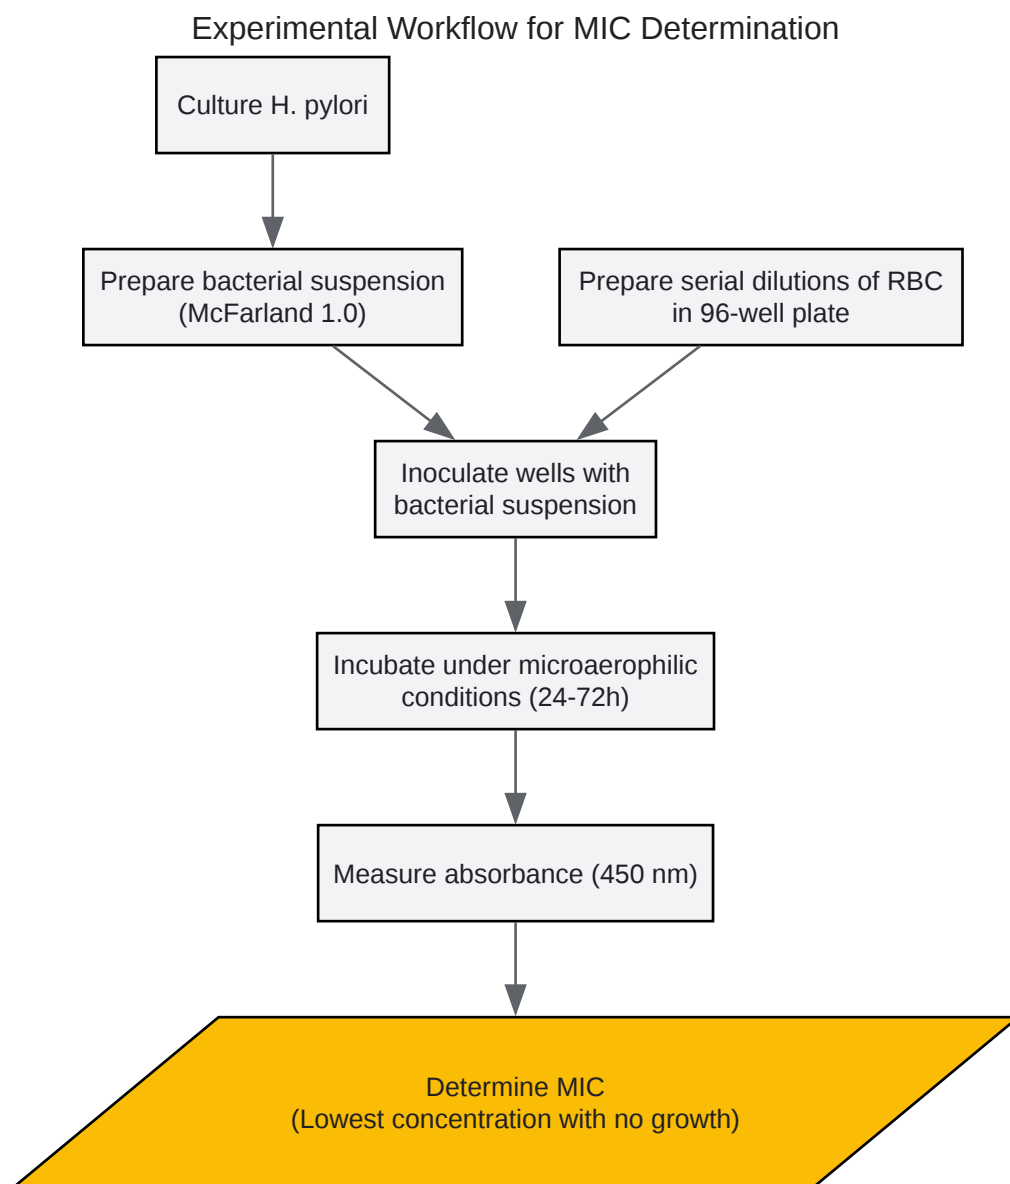 Experimental Workflow for MIC Determination
Culture H. pylori
Prepare bacterial suspension
(McFarland 1.0)
Prepare serial dilutions of RBC
in 96-well plate
Inoculate wells with
bacterial suspension
Incubate under microaerophilic
conditions (24-72h)
Measure absorbance (450 nm)
Determine MIC
(Lowest concentration with no growth)